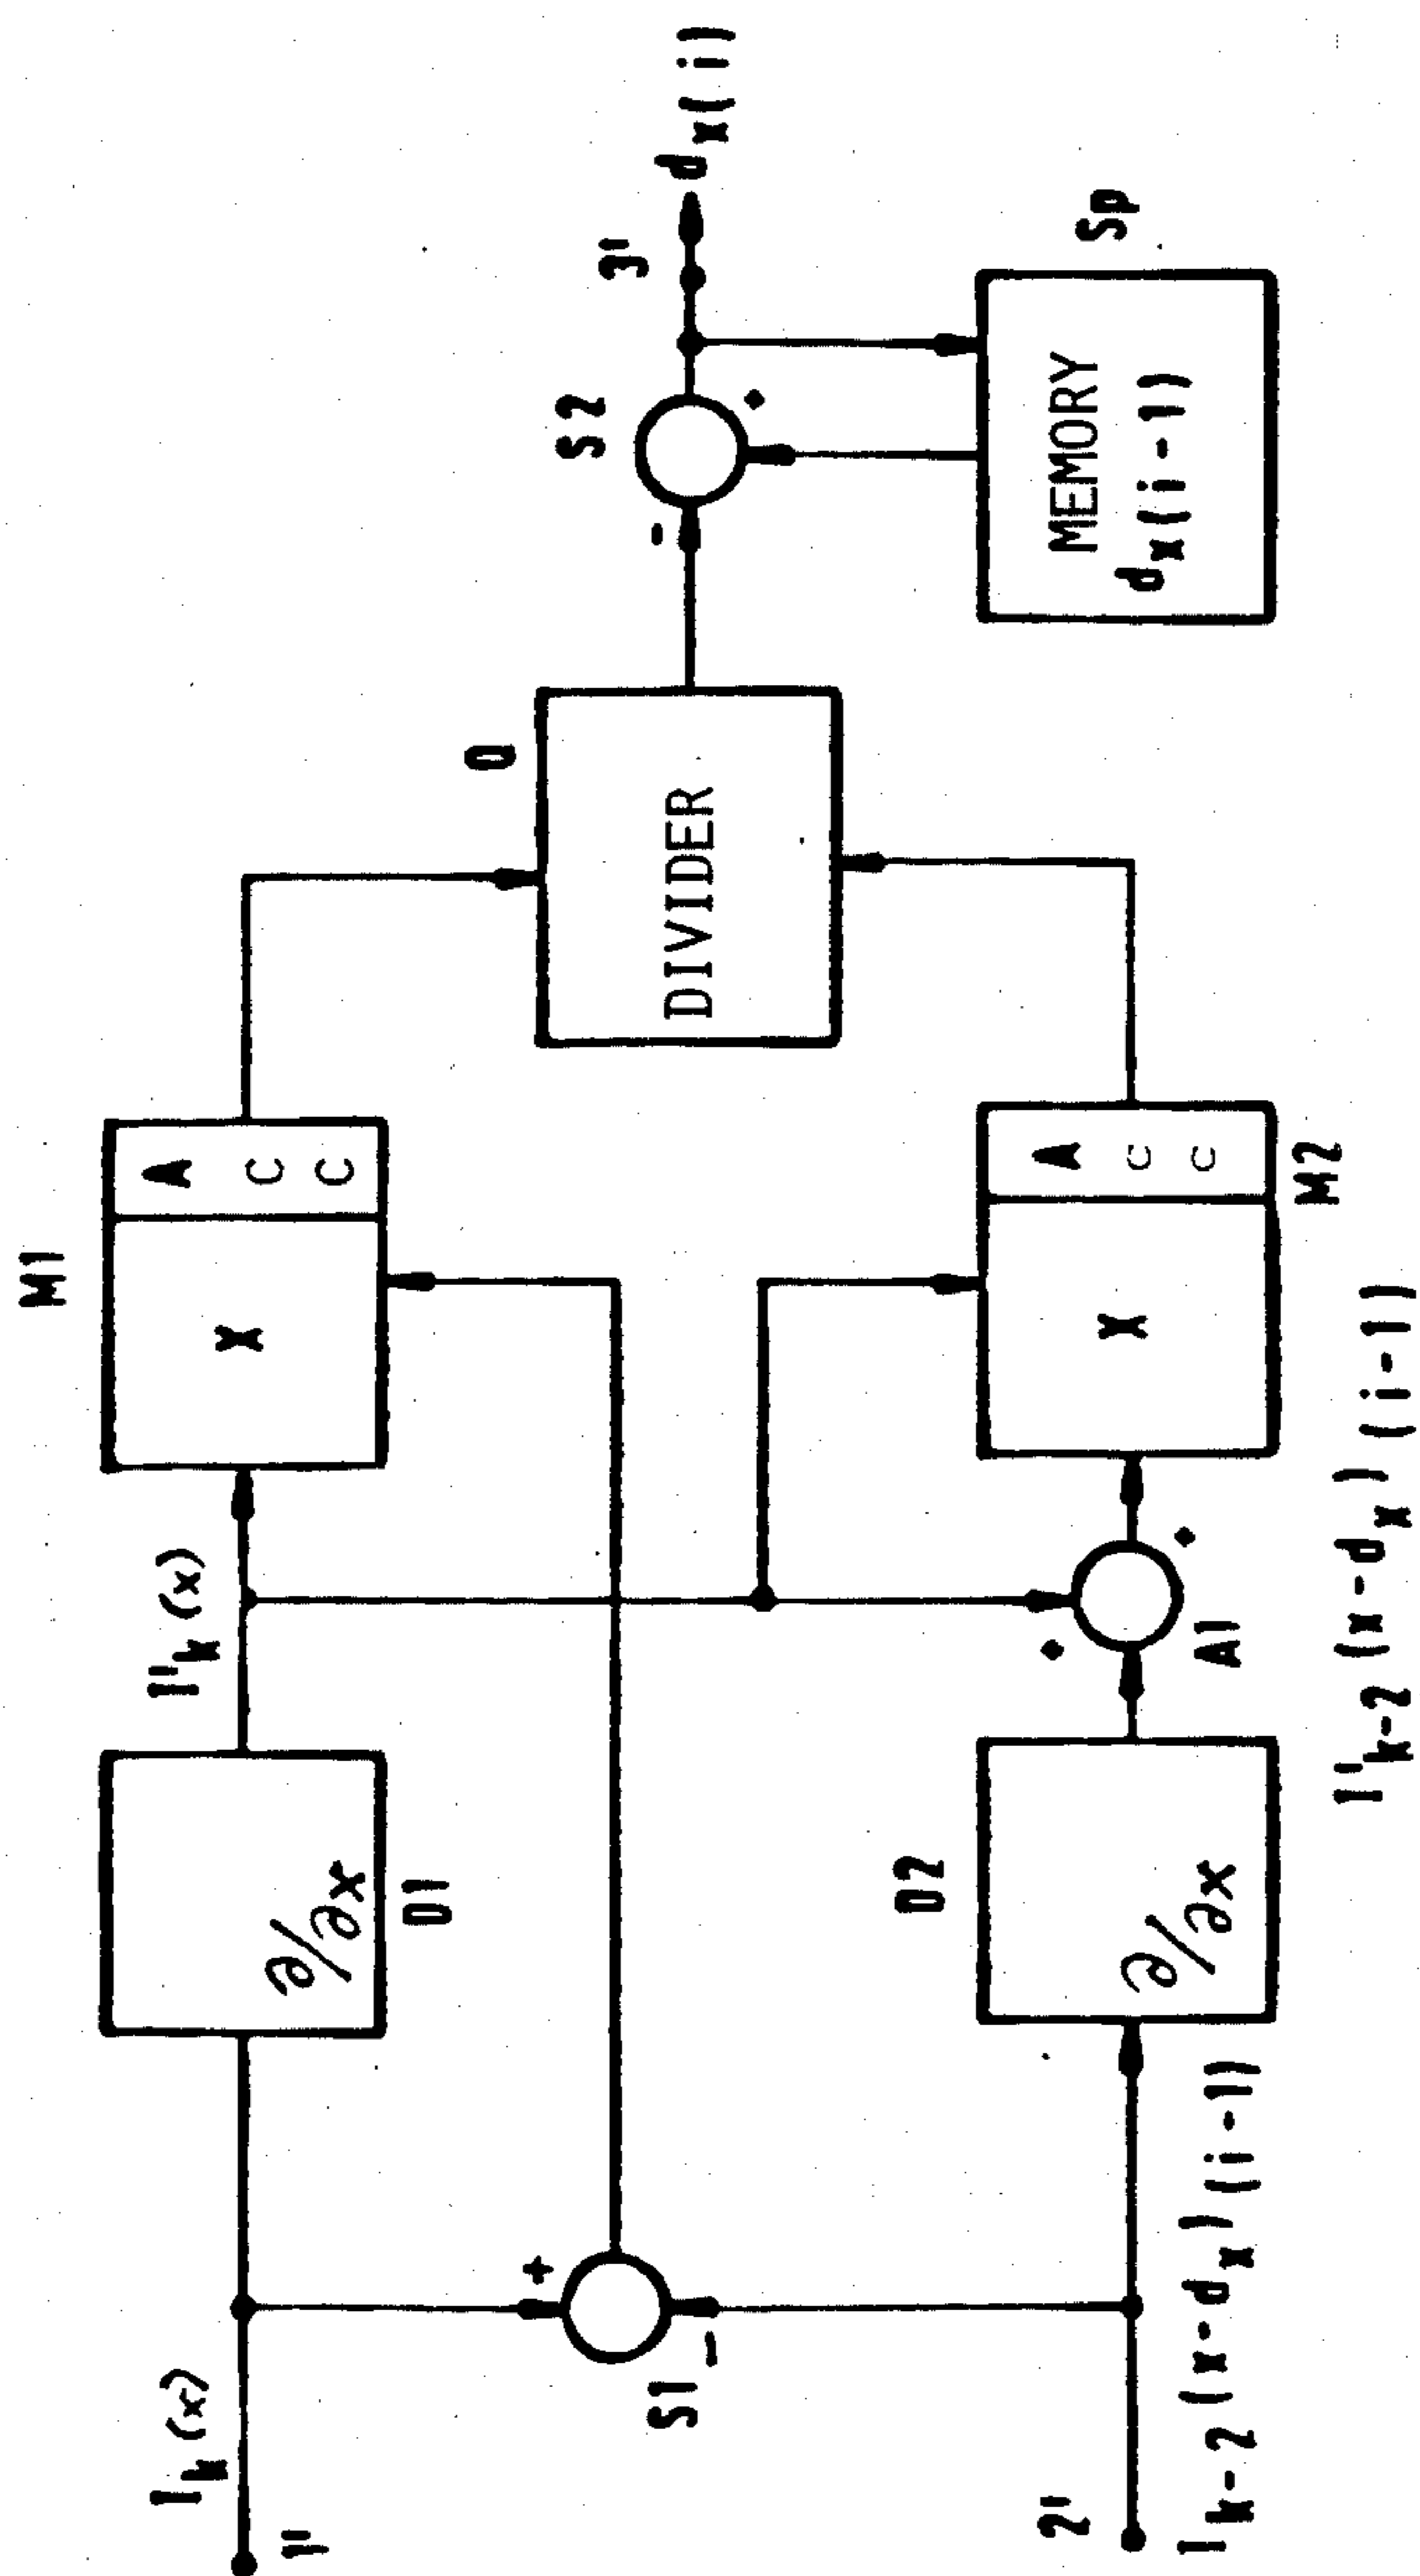 I_k (x)
1'
∂/∂x
D1
I'_k (x)
M1
X
A C C
S1
+
-
2'
I_k-2 (x-d_x) (i-1)
D2
∂/∂x
A1
+
+
I'_k-2 (x-d_x) (i-1)
X
A C C
M2
DIVIDER
Q
S2
-
+
3'
d_x(i)
MEMORY
d_x(i-1)
Sp